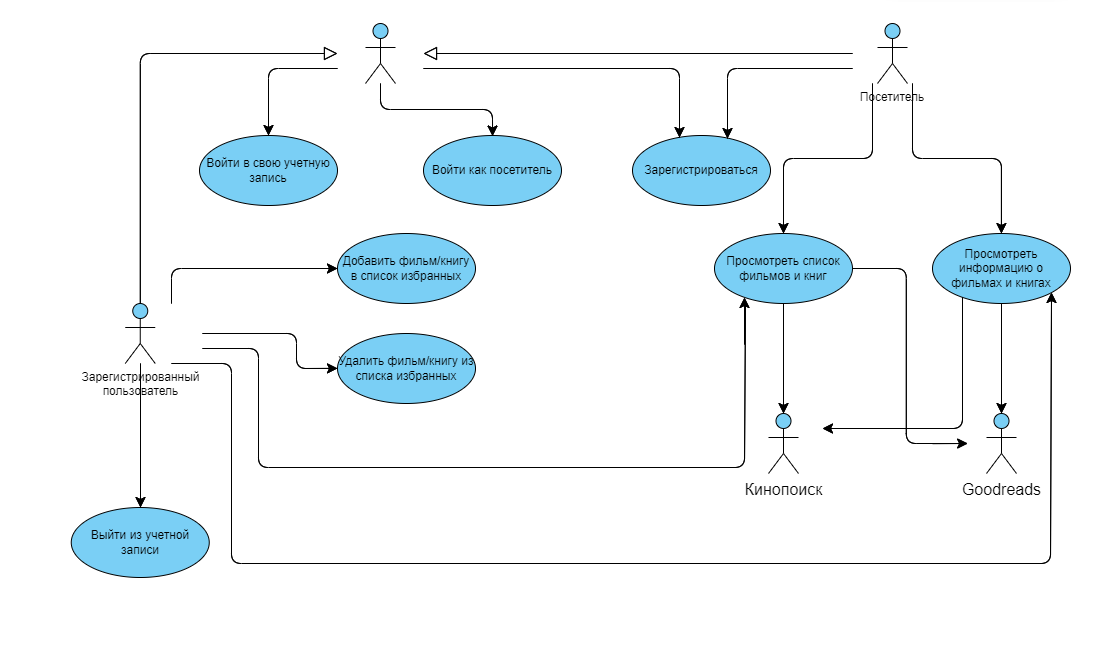 Посетитель
Войти в свою учетную
запись
Войти как посетитель
Зарегистрироваться
Добавить фильм/книгу
в список избранных
Просмотреть список
фильмов и книг
Просмотреть
информацию о
фильмах и книгах
Удалить фильм/книгу из
списка избранных
Зарегистрированный
пользователь
Кинопоиск
Goodreads
Выйти из учетной
записи